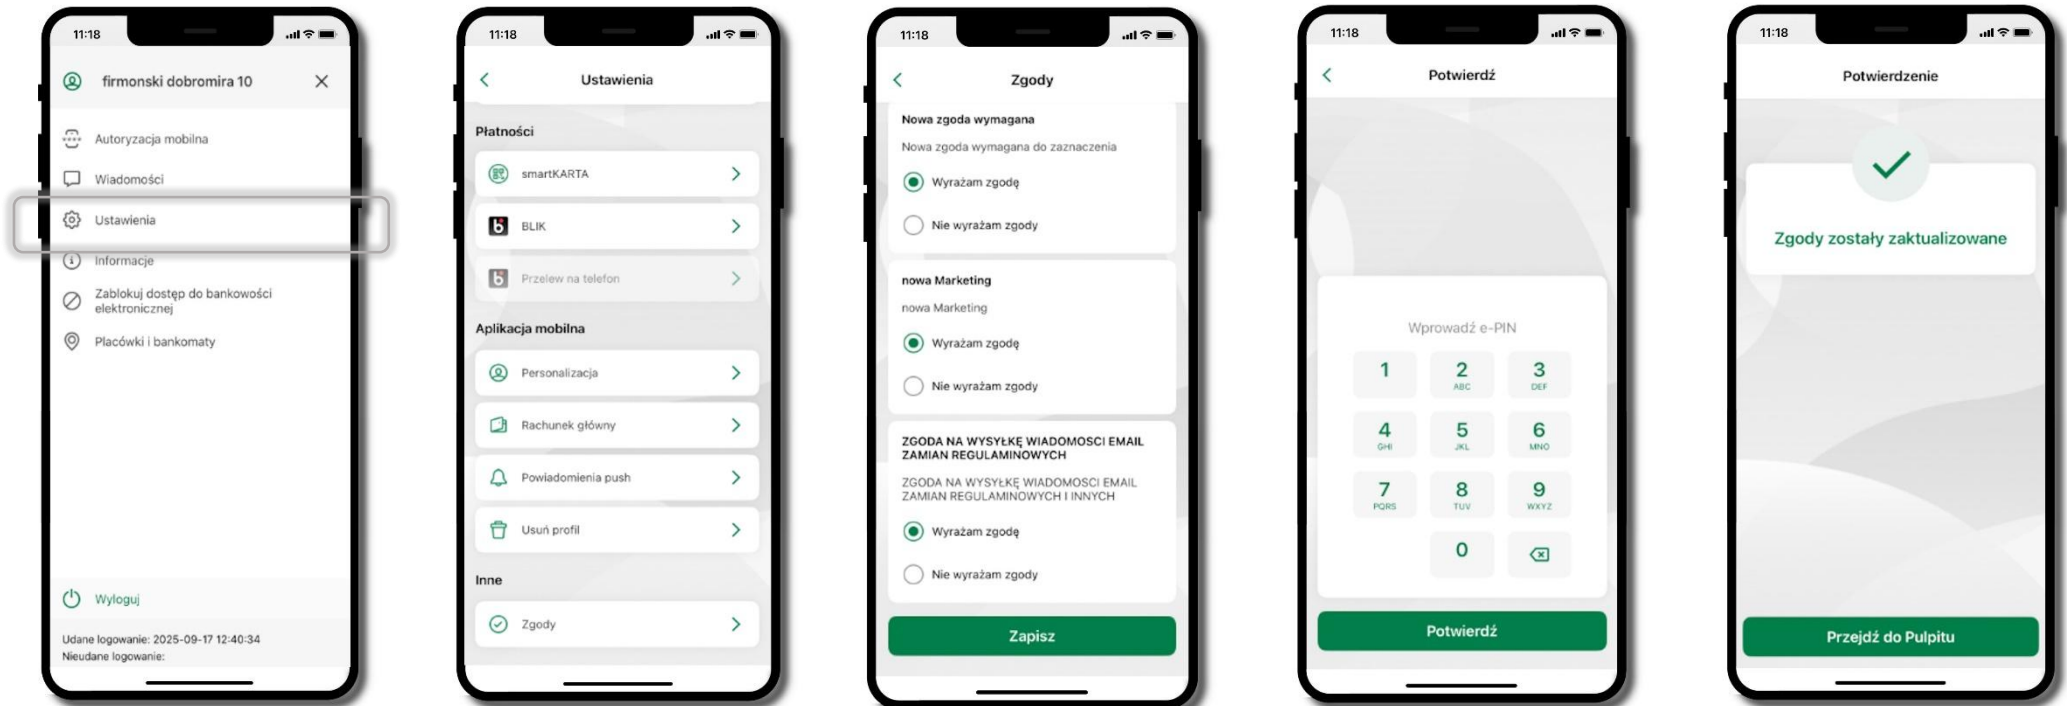 11:18
firmonski dobromira 10
Autoryzacja mobilna
Wiadomości
Ustawienia
Informacje
Zablokuj dostęp do bankowości
elektronicznej
Placówki i bankomaty
Wyloguj
Udane logowanie: 2025-09-17 12:40:34
Nieudane logowanie:
11:18
Ustawienia
Płatności
smartKARTA
BLIK
Przelew na telefon
Aplikacja mobilna
Personalizacja
Rachunek główny
Powiadomienia push
Usuń profil
Inne
Zgody
11:18
Zgody
Nowa zgoda wymagana
Nowa zgoda wymagana do zaznaczenia
Wyrażam zgodę
Nie wyrażam zgody
nowa Marketing
nowa Marketing
Wyrażam zgodę
Nie wyrażam zgody
ZGODA NA WYSYŁKĘ WIADOMOSCI EMAIL
ZAMIAN REGULAMINOWYCH
ZGODA NA WYSYŁKĘ WIADOMOSCI EMAIL
ZAMIAN REGULAMINOWYCH I INNYCH
Wyrażam zgodę
Nie wyrażam zgody
Zapisz
11:18
Potwierdź
Wprowadź e-PIN
1 2 3
ABC DEF
4 5 6
GHI JKL MNO
7 8 9
PQRS TUV WXYZ
0
Potwierdź
11:18
Potwierdzenie
Zgody zostały zaktualizowane
Przejdź do Pulpitu